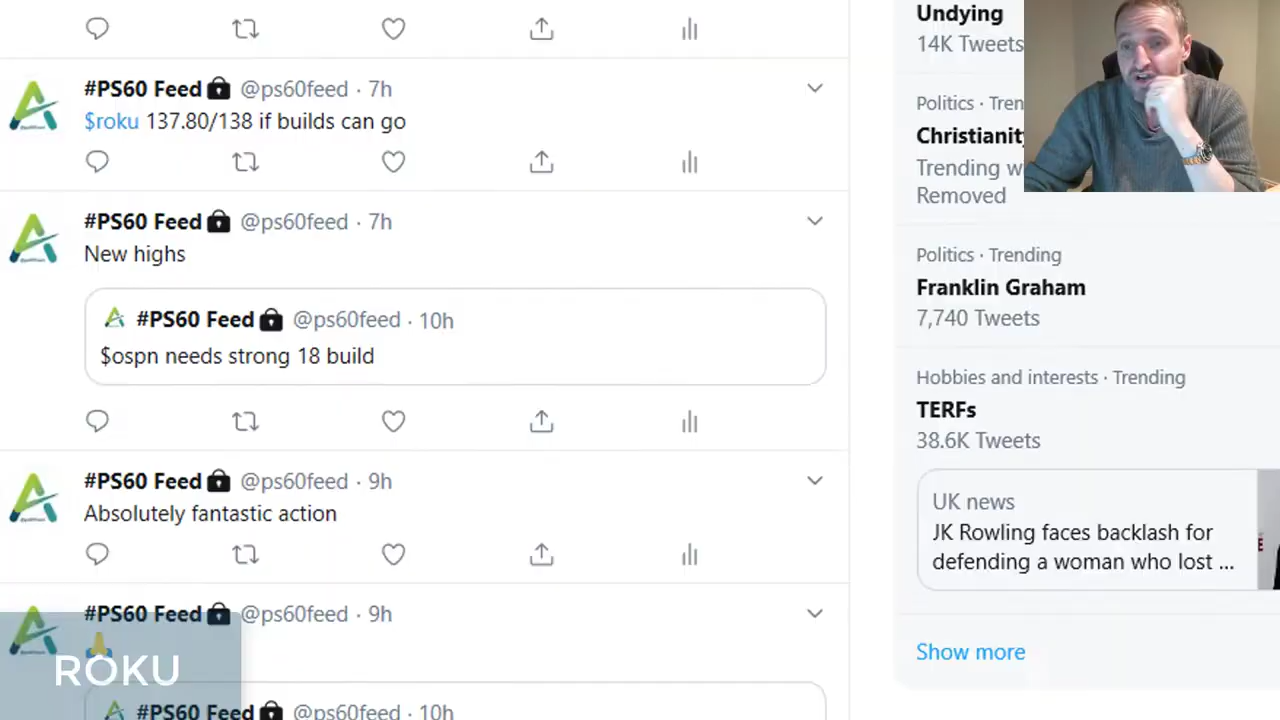 #PS60 Feed @ps60feed · 7h
$roku 137.80/138 if builds can go
#PS60 Feed @ps60feed · 7h
New highs
#PS60 Feed @ps60feed · 10h
$ospn needs strong 18 build
#PS60 Feed @ps60feed · 9h
Absolutely fantastic action
#PS60 Feed @ps60feed · 9h
#PS60 Feed @ps60feed · 10h
ROKU
Undying
14K Tweets
Politics · Tren
Christianity
Trending w
Removed
Politics · Trending
Franklin Graham
7,740 Tweets
Hobbies and interests · Trending
TERFs
38.6K Tweets
UK news
JK Rowling faces backlash for
defending a woman who lost ...
Show more